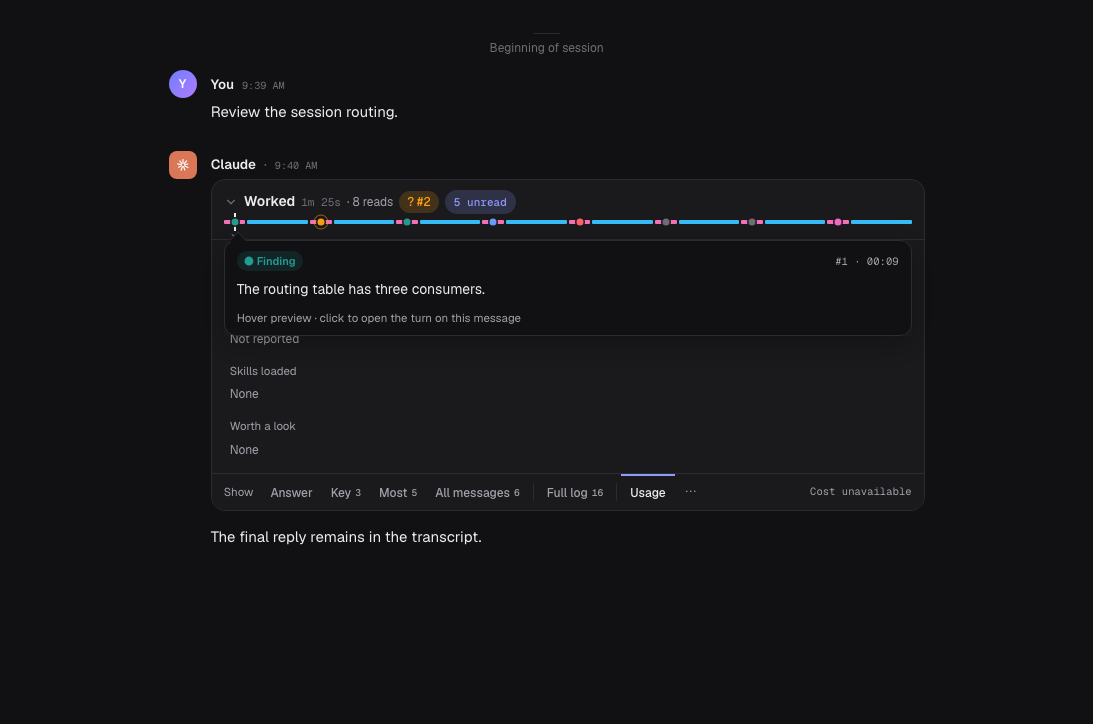 Beginning of session
Y You 9:39 AM
Review the session routing.
Claude · 9:40 AM
Worked 1m 25s · 8 reads ? #2 5 unread
Finding #1 · 00:09
The routing table has three consumers.
Hover preview · click to open the turn on this message
Not reported
Skills loaded
None
Worth a look
None
Show Answer Key 3 Most 5 All messages 6 Full log 16 Usage ··· Cost unavailable
The final reply remains in the transcript.